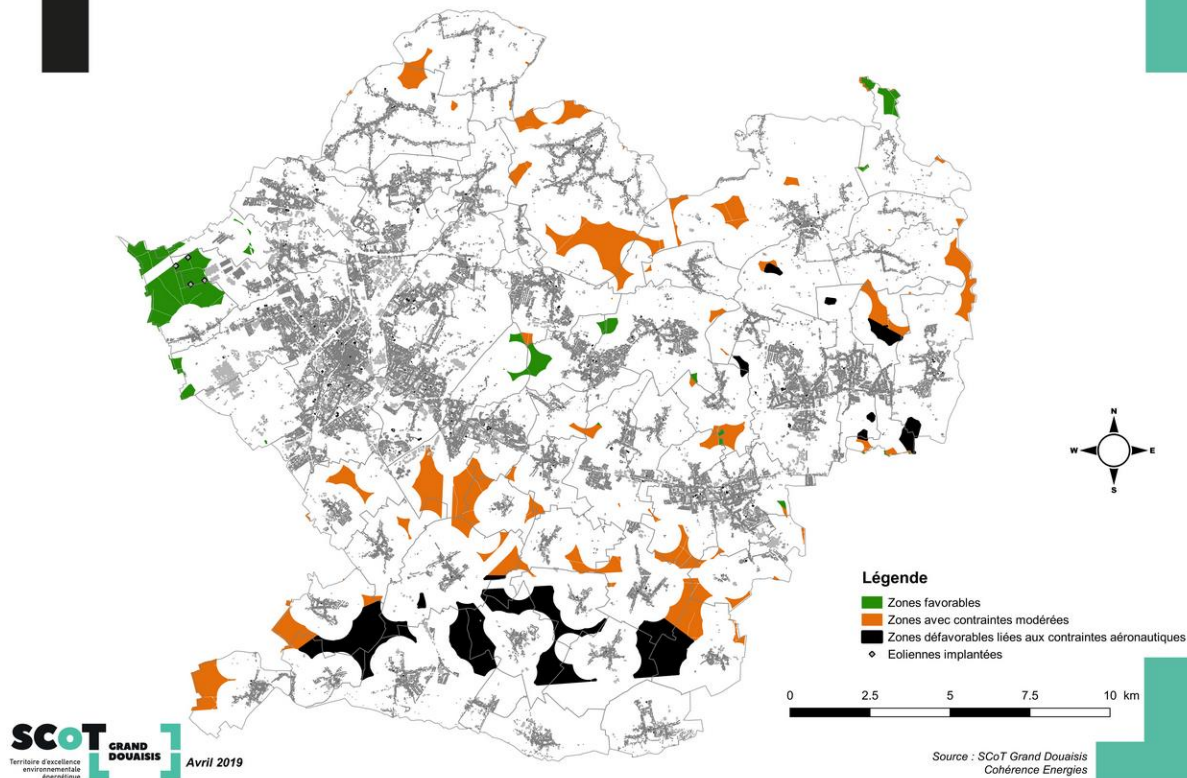 N
W E
S
Légende
Zones favorables
Zones avec contraintes modérées
Zones défavorables liées aux contraintes aéronautiques
Eoliennes implantées
0 2.5 5 7.5 10 km
SCoT GRAND
DOUAISIS
Territoire d'excellence
environnementale
énergétique
Avril 2019
Source : SCoT Grand Douaisis
Cohérence Energies